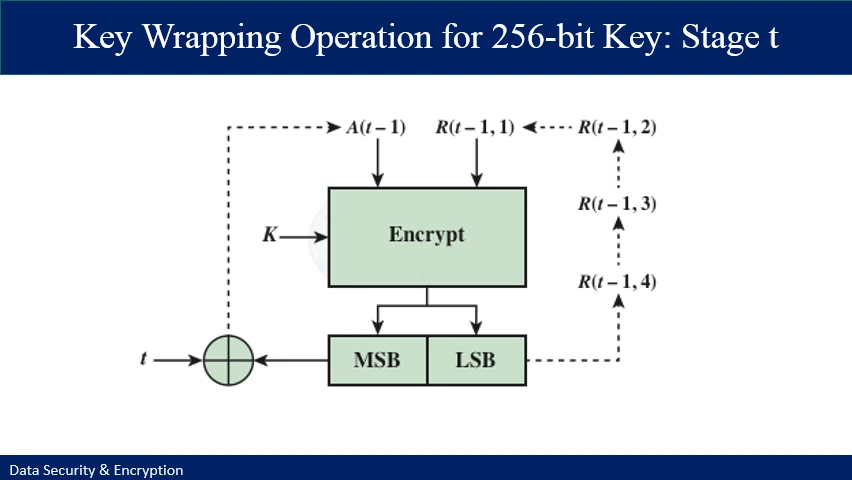 Key Wrapping Operation for 256-bit Key: Stage t
A(t – 1) R(t – 1, 1) R(t – 1, 2)
R(t – 1, 3)
K Encrypt
R(t – 1, 4)
t MSB LSB
Data Security & Encryption